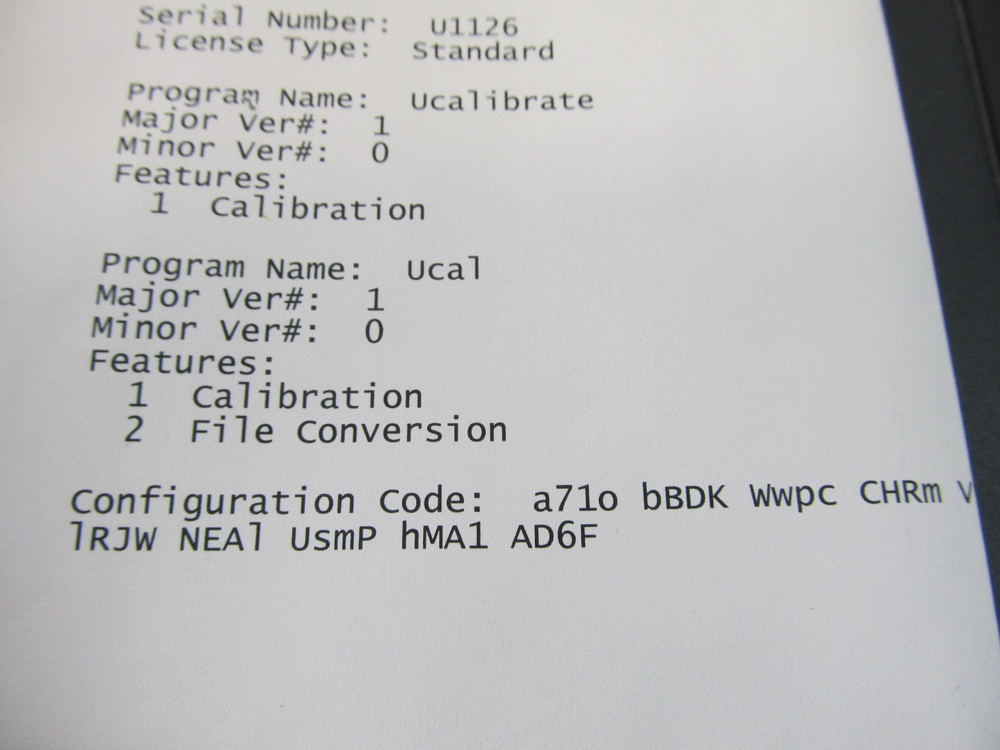 Serial Number:  U1126
License Type:  Standard
Program Name:  Ucalibrate
Major Ver#:  1
Minor Ver#:  0
Features:
1  Calibration
Program Name:  Ucal
Major Ver#:  1
Minor Ver#:  0
Features:
1  Calibration
2  File Conversion
Configuration Code:  a71o bBDK Wwpc CHRm
lRJW NEAl UsmP hMA1 AD6F